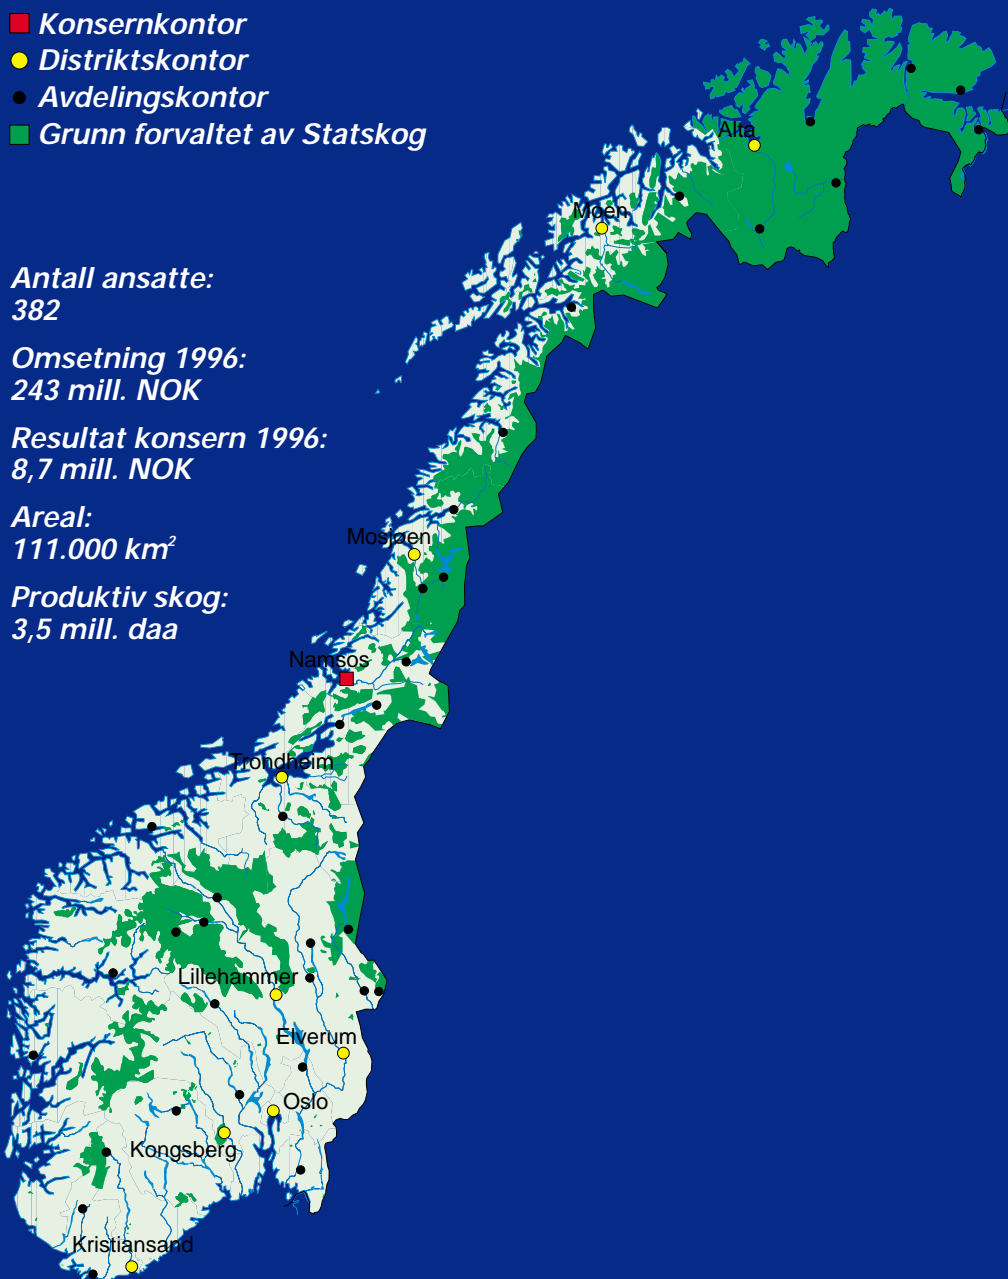 Konsernkontor
Distriktskontor
Avdelingskontor
Grunn forvaltet av Statskog
Antall ansatte:
382
Omsetning 1996:
243 mill. NOK
Resultat konsern 1996:
8,7 mill. NOK
Areal:
111.000 km²
Produktiv skog:
3,5 mill. daa
Alta
Moen
Mosjøen
Namsos
Trondheim
Lillehammer
Elverum
Oslo
Kongsberg
Kristiansand